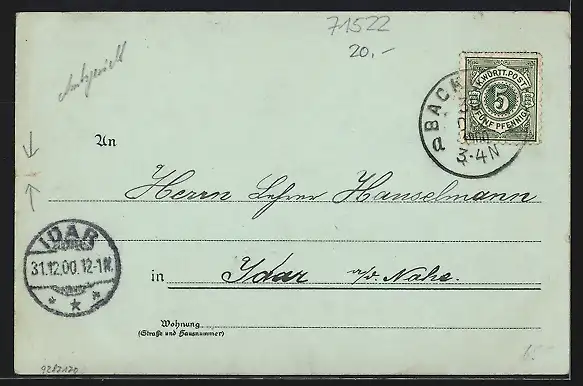 71522
20,-
K. WÜRTT. POST
5
FÜNF PFENNIG
BACK
a
3-4N
An
Herrn Lehrer Hanselmann
IDAR
31.12.00.12-1N.
in Idar a/d. Nahe.
Wohnung
(Straße und Hausnummer)
9287170